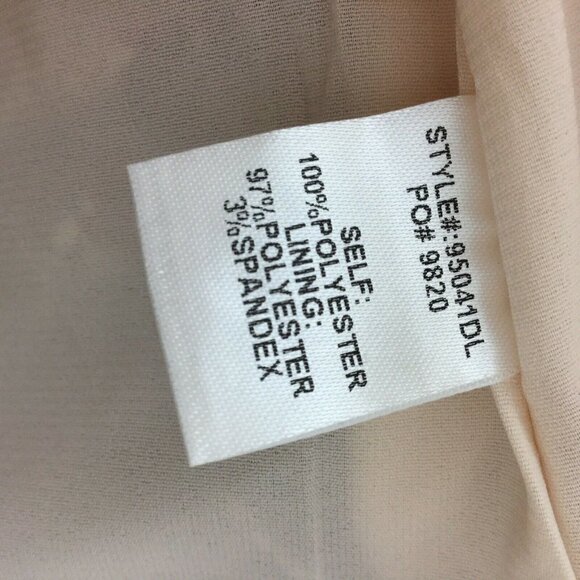 STYLE#:95041DL
PO# 9820
SELF:
100%POLYESTER
LINING:
97%POLYESTER
3%SPANDEX